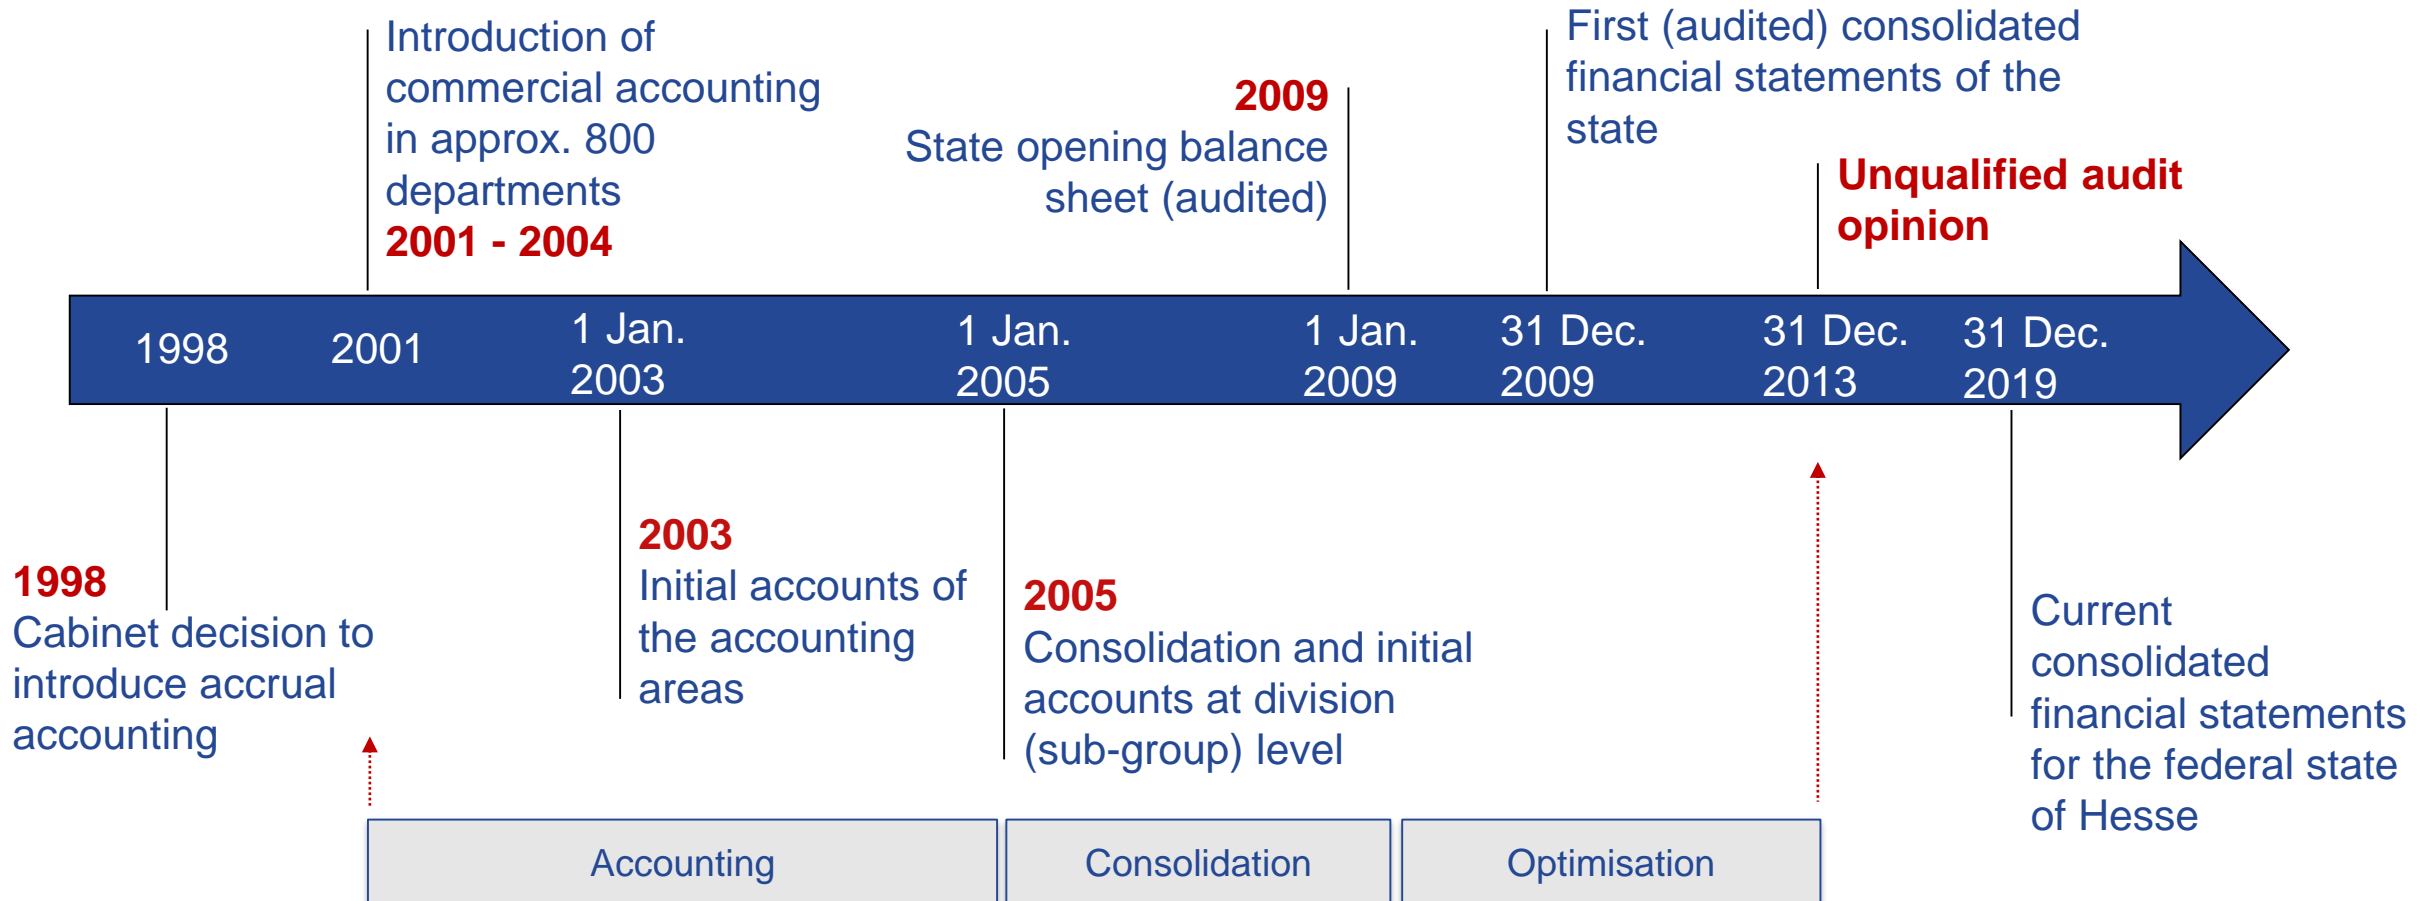 Introduction of
commercial accounting
in approx. 800
departments
2001 - 2004
2009
State opening balance
sheet (audited)
First (audited) consolidated
financial statements of the
state
Unqualified audit
opinion
1998
2001
1 Jan.
2003
1 Jan.
2005
1 Jan.
2009
31 Dec.
2009
31 Dec.
2013
31 Dec.
2019
1998
Cabinet decision to
introduce accrual
accounting
2003
Initial accounts of
the accounting
areas
2005
Consolidation and initial
accounts at division
(sub-group) level
Current
consolidated
financial statements
for the federal state
of Hesse
Accounting
Consolidation
Optimisation